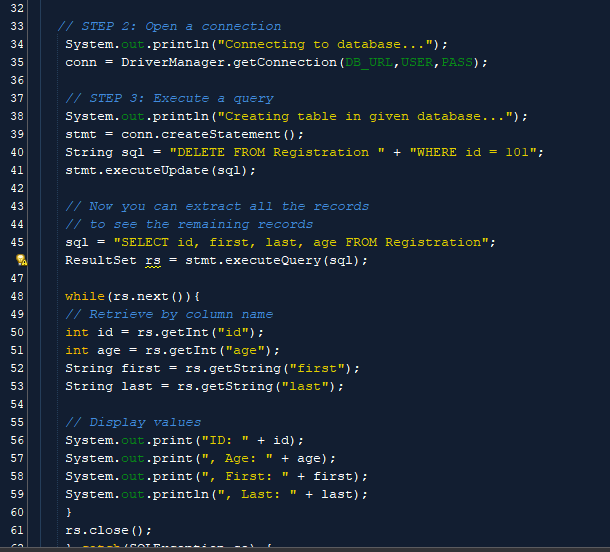 32
33 // STEP 2: Open a connection
34 System.out.println("Connecting to database...");
35 conn = DriverManager.getConnection(DB_URL,USER,PASS);
36
37 // STEP 3: Execute a query
38 System.out.println("Creating table in given database...");
39 stmt = conn.createStatement();
40 String sql = "DELETE FROM Registration " + "WHERE id = 101";
41 stmt.executeUpdate(sql);
42
43 // Now you can extract all the records
44 // to see the remaining records
45 sql = "SELECT id, first, last, age FROM Registration";
ResultSet rs = stmt.executeQuery(sql);
47
48 while(rs.next()){
49 // Retrieve by column name
50 int id = rs.getInt("id");
51 int age = rs.getInt("age");
52 String first = rs.getString("first");
53 String last = rs.getString("last");
54
55 // Display values
56 System.out.print("ID: " + id);
57 System.out.print(", Age: " + age);
58 System.out.print(", First: " + first);
59 System.out.println(", Last: " + last);
60 }
61 rs.close();
62 } catch(SQLException se) {